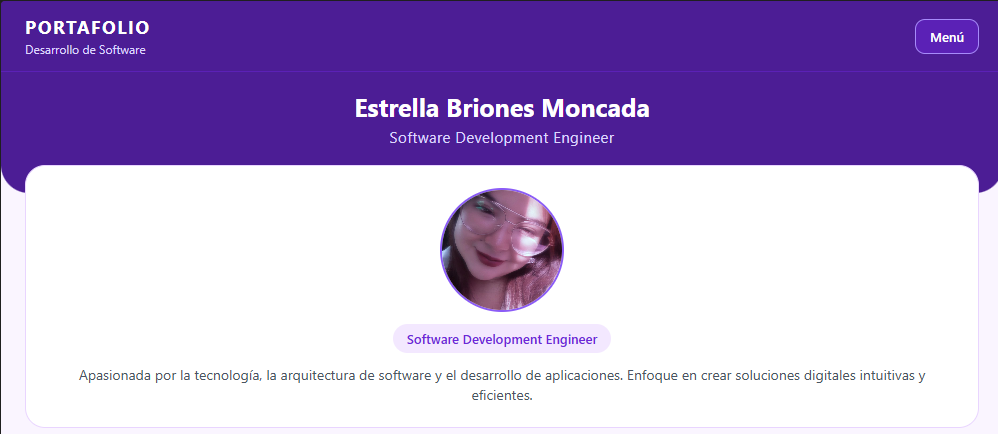 PORTAFOLIO
Desarrollo de Software
Menú
Estrella Briones Moncada
Software Development Engineer
Software Development Engineer
Apasionada por la tecnología, la arquitectura de software y el desarrollo de aplicaciones. Enfoque en crear soluciones digitales intuitivas y
eficientes.